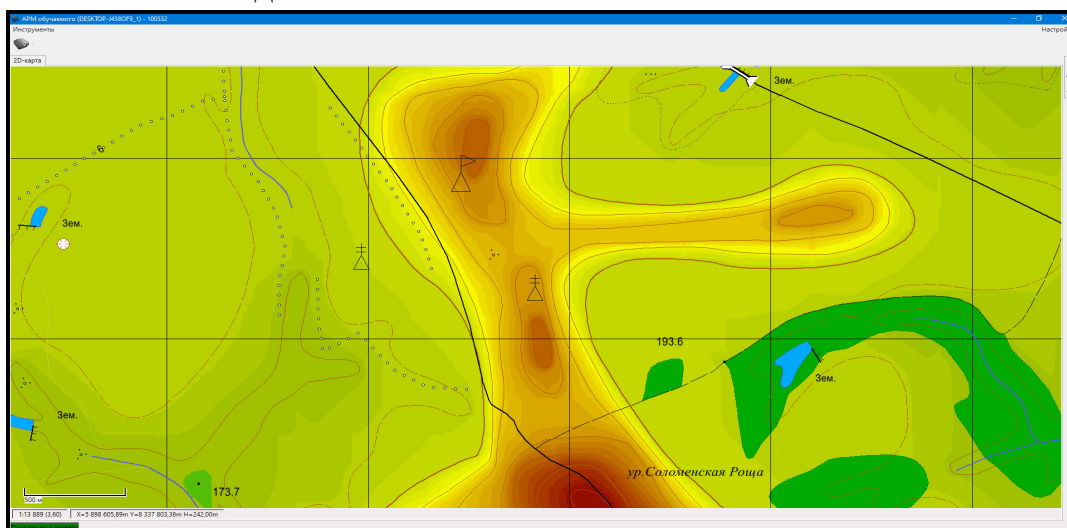 АРМ обучаемого (DESKTOP-J438OF9_1) - 100532
Инструменты
Настрой
2D-карта
Зем.
Зем.
193.6
Зем.
Зем.
ур.Соломенская Роща
173.7
500 м
1:13 889 (3,60)
X=5 898 605,89m Y=8 337 803,36m H=242,00m